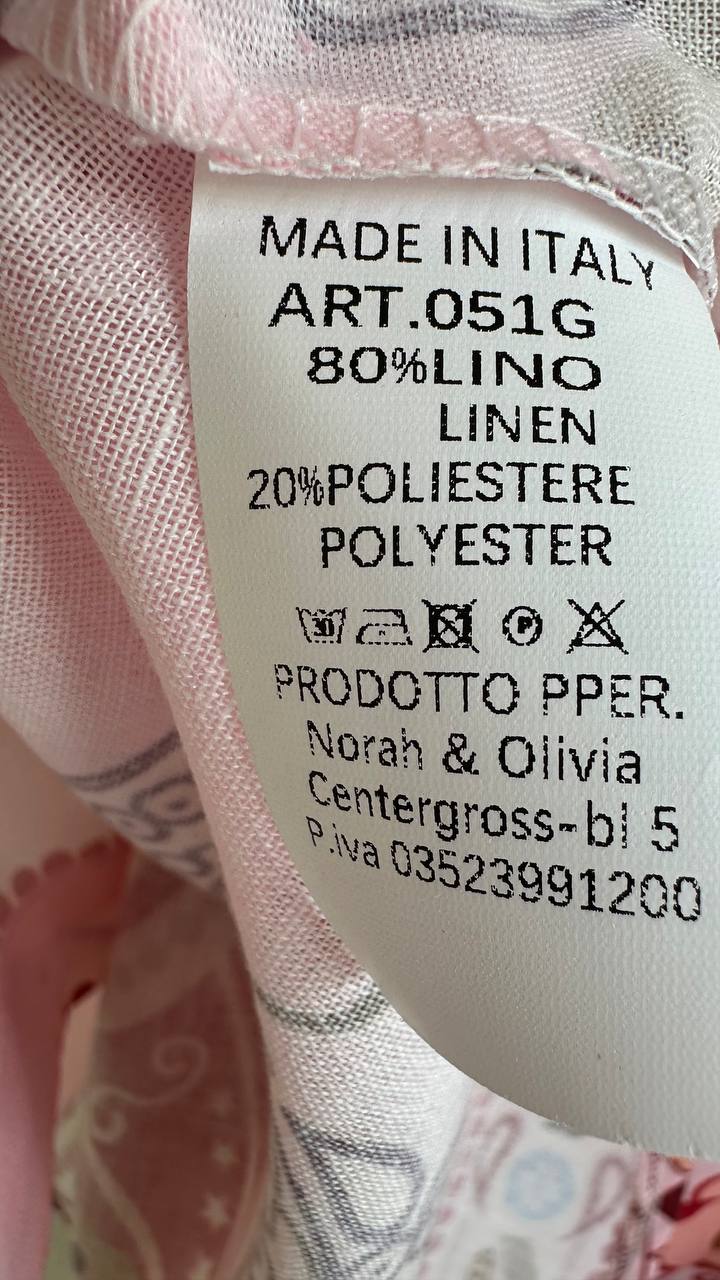 MADE IN ITALY
ART.051G
80%LINO
LINEN
20%POLIESTERE
POLYESTER
30 P
PRODOTTO PPER.
Norah & Olivia
Centergross-bl 5
P.iva 03523991200